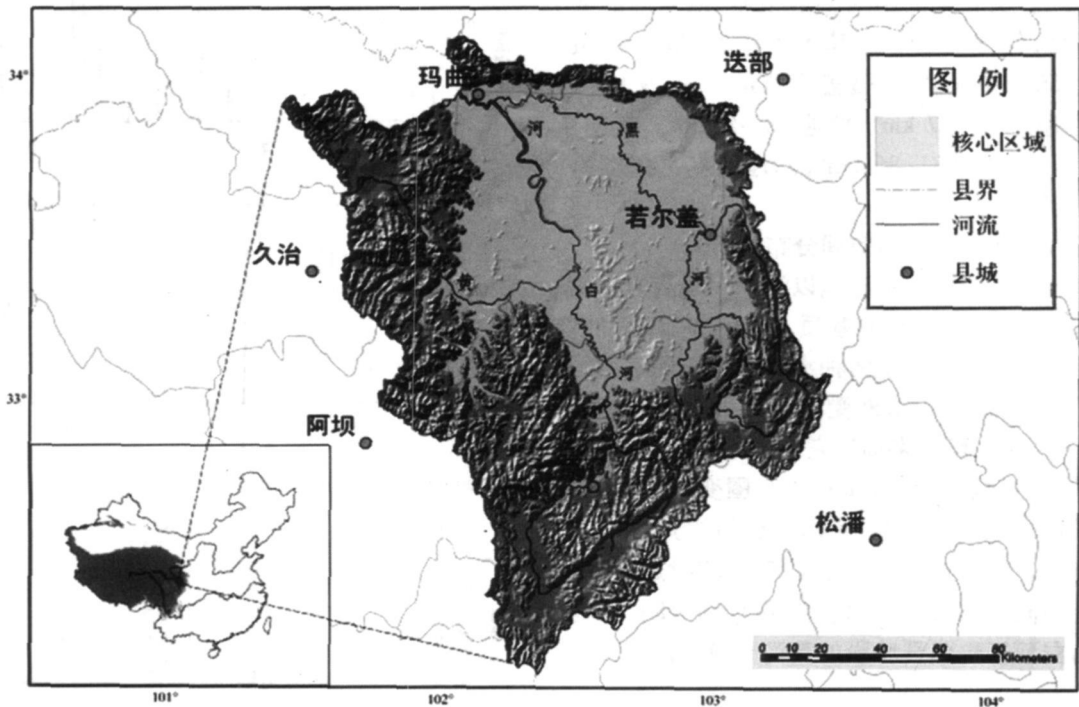 34°
33°
玛曲
迭部
久治
若尔盖
阿坝
松潘
河
黑
黄
白
河
河
图 例
核心区域
县界
河流
县城
0 10 20 40 60 80
Kilometers
101°
102°
103°
104°